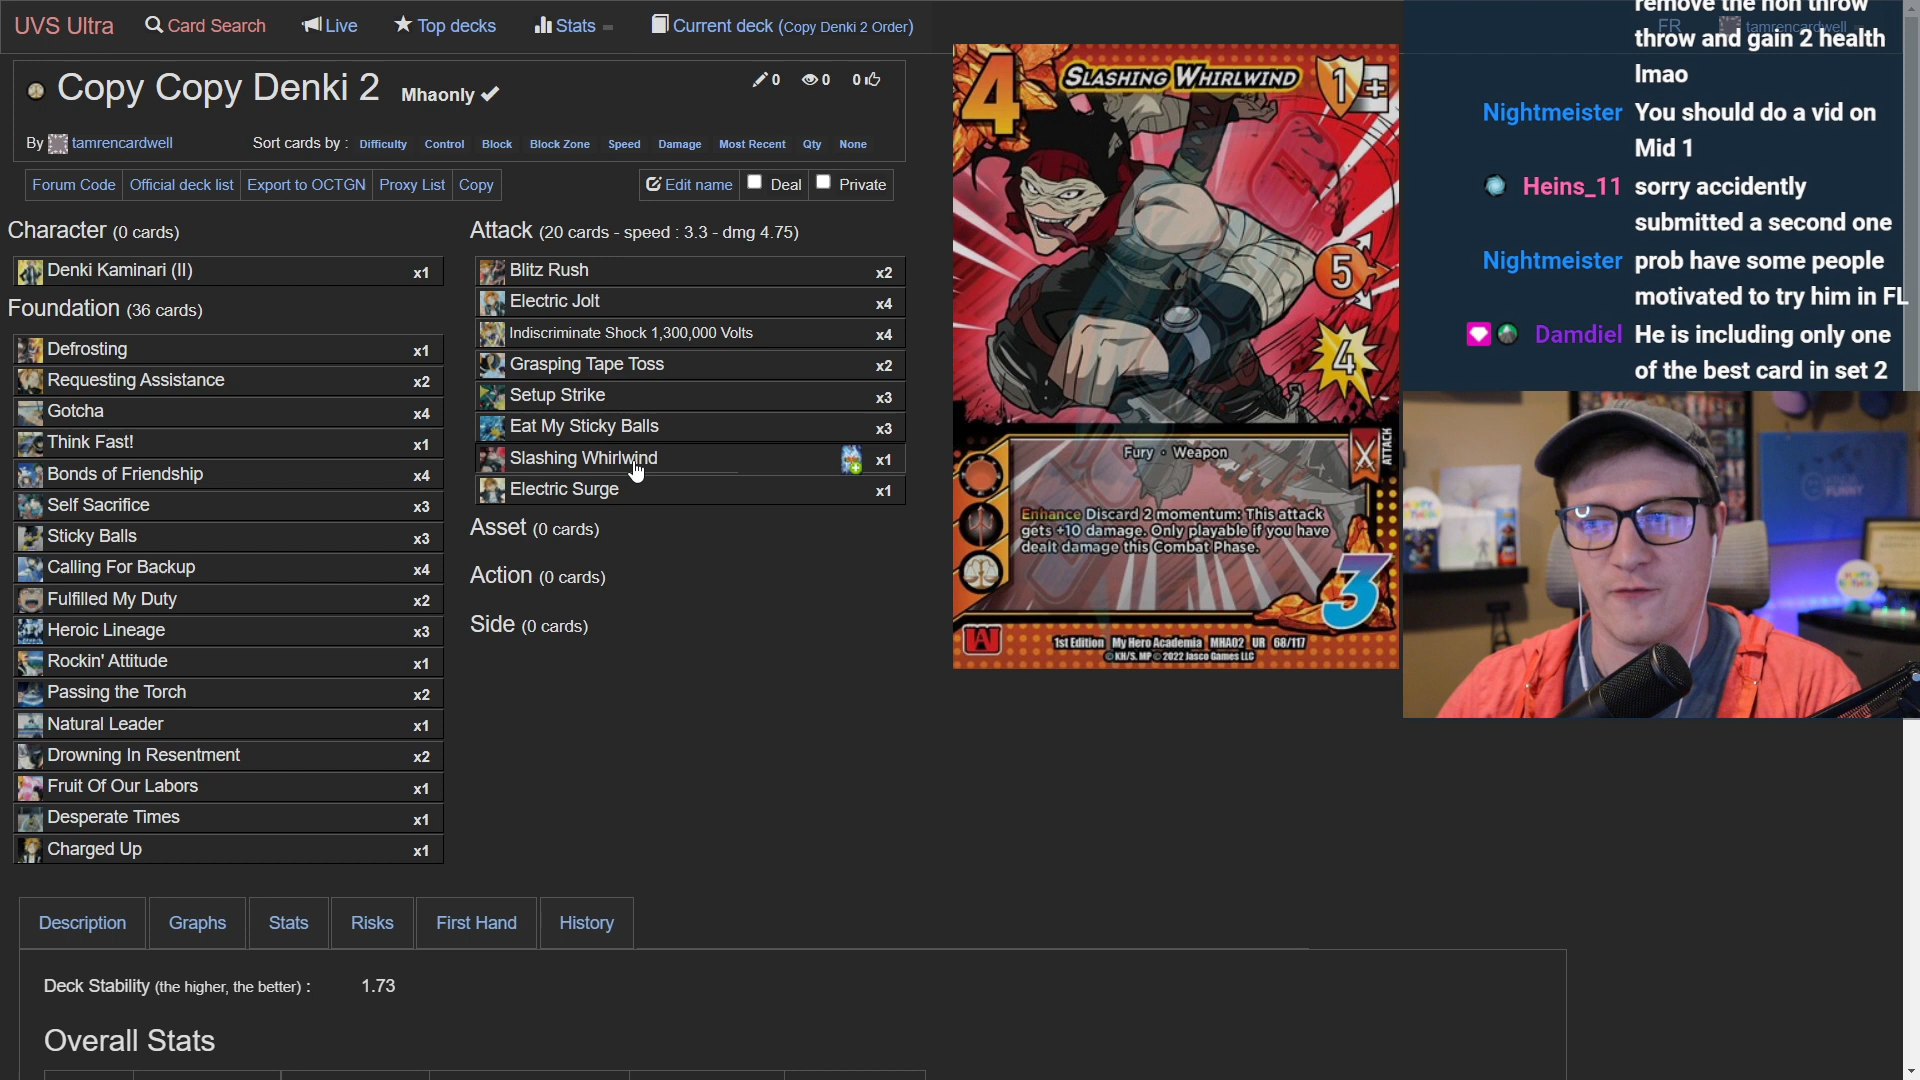 UVS Ultra
Card Search
Live
Top decks
Stats
Current deck (Copy Denki 2 Order)
FR
tamrencardwell
Copy Copy Denki 2 Mhaonly
0
0
0
By tamrencardwell
Sort cards by : Difficulty Control Block Block Zone Speed Damage Most Recent Qty None
Forum Code
Official deck list
Export to OCTGN
Proxy List
Copy
Edit name
Deal
Private
Character (0 cards)
Denki Kaminari (II) x1
Foundation (36 cards)
Defrosting x1
Requesting Assistance x2
Gotcha x4
Think Fast! x1
Bonds of Friendship x4
Self Sacrifice x3
Sticky Balls x3
Calling For Backup x4
Fulfilled My Duty x2
Heroic Lineage x3
Rockin' Attitude x1
Passing the Torch x2
Natural Leader x1
Drowning In Resentment x2
Fruit Of Our Labors x1
Desperate Times x1
Charged Up x1
Attack (20 cards - speed : 3.3 - dmg 4.75)
Blitz Rush x2
Electric Jolt x4
Indiscriminate Shock 1,300,000 Volts x4
Grasping Tape Toss x2
Setup Strike x3
Eat My Sticky Balls x3
Slashing Whirlwind x1
Electric Surge x1
Asset (0 cards)
Action (0 cards)
Side (0 cards)
4
Slashing Whirlwind
1+
5
4
ATTACK
Fury • Weapon
Enhance Discard 2 momentum: This attack
gets +10 damage. Only playable if you have
dealt damage this Combat Phase.
3
1st Edition My Hero Academia MHA02 UR 68/117
©KH/S. MP © 2022 Jasco Games LLC
remove the non throw
throw and gain 2 health
lmao
Nightmeister You should do a vid on
Mid 1
Heins_11 sorry accidently
submitted a second one
Nightmeister prob have some people
motivated to try him in FL
Damdiel He is including only one
of the best card in set 2
Description
Graphs
Stats
Risks
First Hand
History
Deck Stability (the higher, the better) : 1.73
Overall Stats